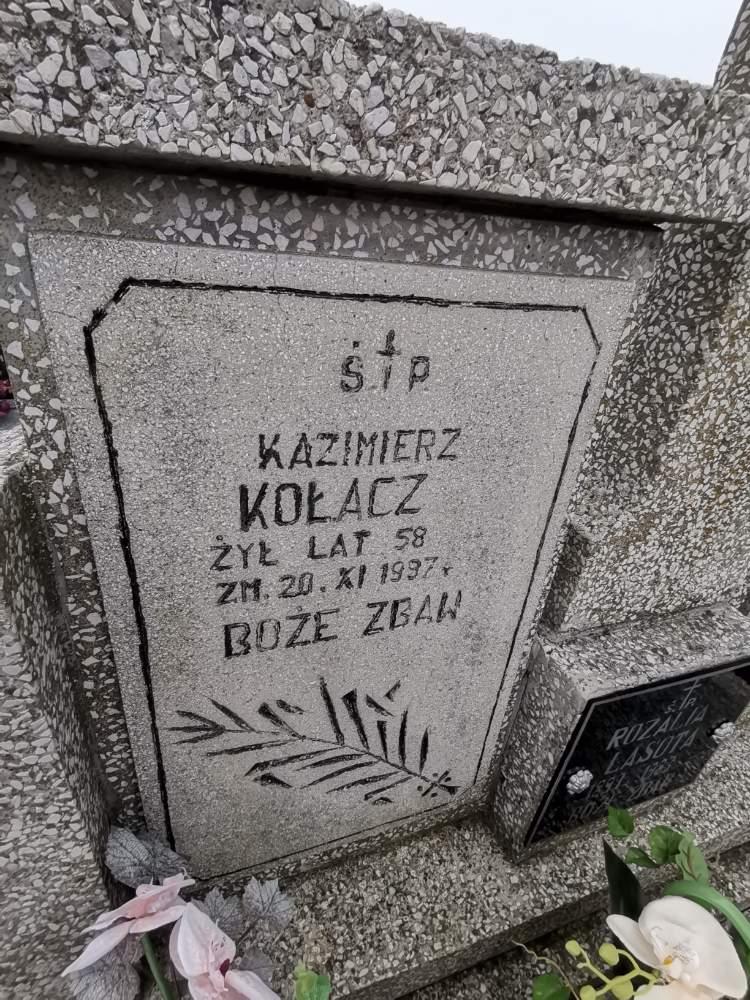 Ś † P
KAZIMIERZ
KOŁACZ
ŻYŁ LAT 58
ZM. 20. XI 1997 r
BOŻE ZBAW
Ś † P
ROZALIA
LASOTA